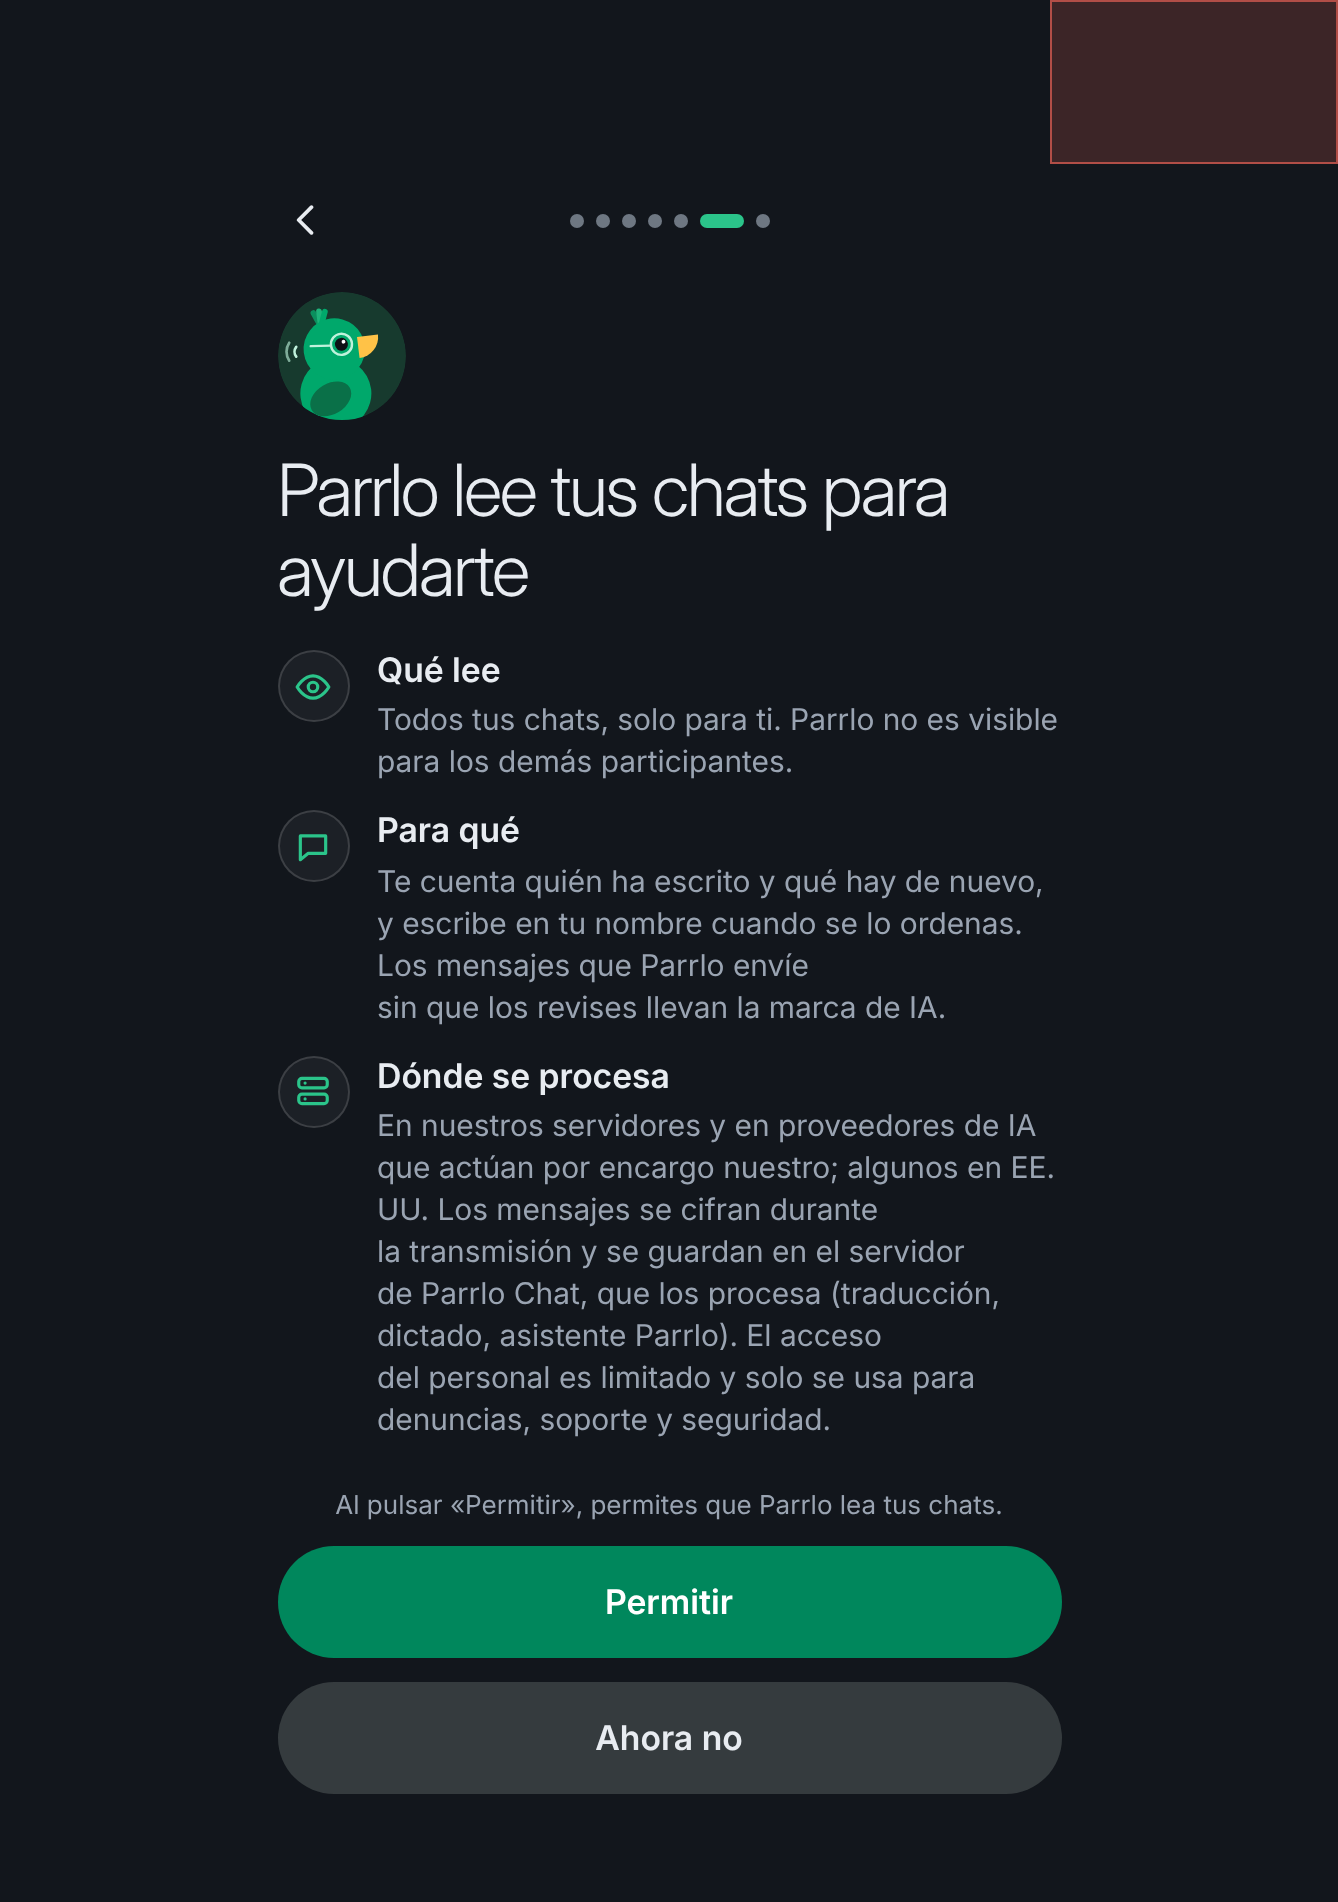 Parrlo lee tus chats para
ayudarte
Qué lee
Todos tus chats, solo para ti. Parrlo no es visible
para los demás participantes.
Para qué
Te cuenta quién ha escrito y qué hay de nuevo,
y escribe en tu nombre cuando se lo ordenas.
Los mensajes que Parrlo envíe
sin que los revises llevan la marca de IA.
Dónde se procesa
En nuestros servidores y en proveedores de IA
que actúan por encargo nuestro; algunos en EE.
UU. Los mensajes se cifran durante
la transmisión y se guardan en el servidor
de Parrlo Chat, que los procesa (traducción,
dictado, asistente Parrlo). El acceso
del personal es limitado y solo se usa para
denuncias, soporte y seguridad.
Al pulsar «Permitir», permites que Parrlo lea tus chats.
Permitir
Ahora no